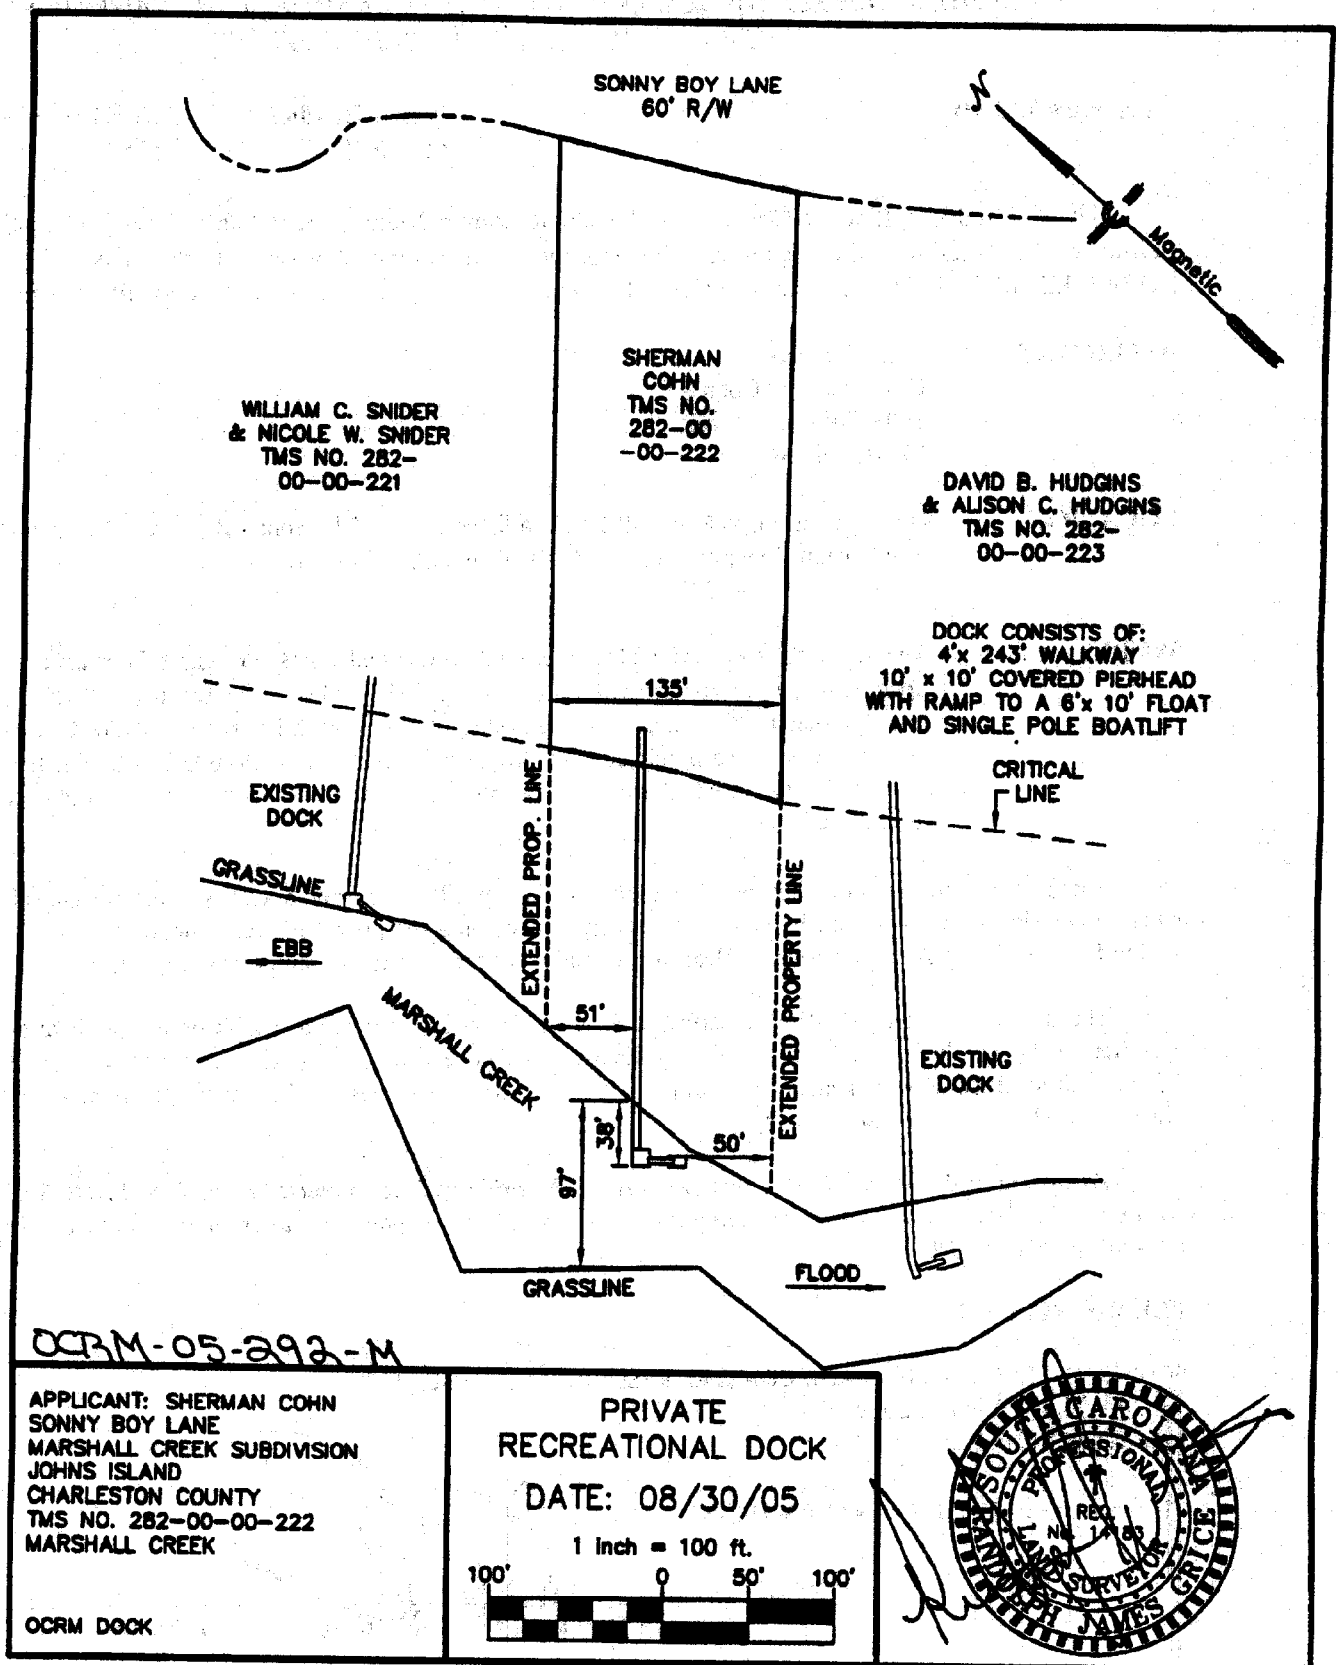 SONNY BOY LANE
60' R/W
N
Magnetic
SHERMAN
COHN
TMS NO.
282-00
-00-222
WILLIAM C. SNIDER
& NICOLE W. SNIDER
TMS NO. 282-
00-00-221
DAVID B. HUDGINS
& ALISON C. HUDGINS
TMS NO. 282-
00-00-223
DOCK CONSISTS OF:
4'x 243' WALKWAY
10' x 10' COVERED PIERHEAD
WITH RAMP TO A 6'x 10' FLOAT
AND SINGLE POLE BOATLIFT
135'
CRITICAL
LINE
EXISTING
DOCK
EXTENDED PROP. LINE
EXTENDED PROPERTY LINE
GRASSLINE
EBB
MARSHALL CREEK
51'
EXISTING
DOCK
38'
50'
97'
GRASSLINE
FLOOD
OCRM-05-292-M
APPLICANT: SHERMAN COHN
SONNY BOY LANE
MARSHALL CREEK SUBDIVISION
JOHNS ISLAND
CHARLESTON COUNTY
TMS NO. 282-00-00-222
MARSHALL CREEK
OCRM DOCK
PRIVATE
RECREATIONAL DOCK
DATE: 08/30/05
1 inch = 100 ft.
100' 0 50' 100'
SOUTH CAROLINA
PROFESSIONAL
REG.
No. 14183
LAND SURVEYOR
RANDOLPH JAMES GRICE